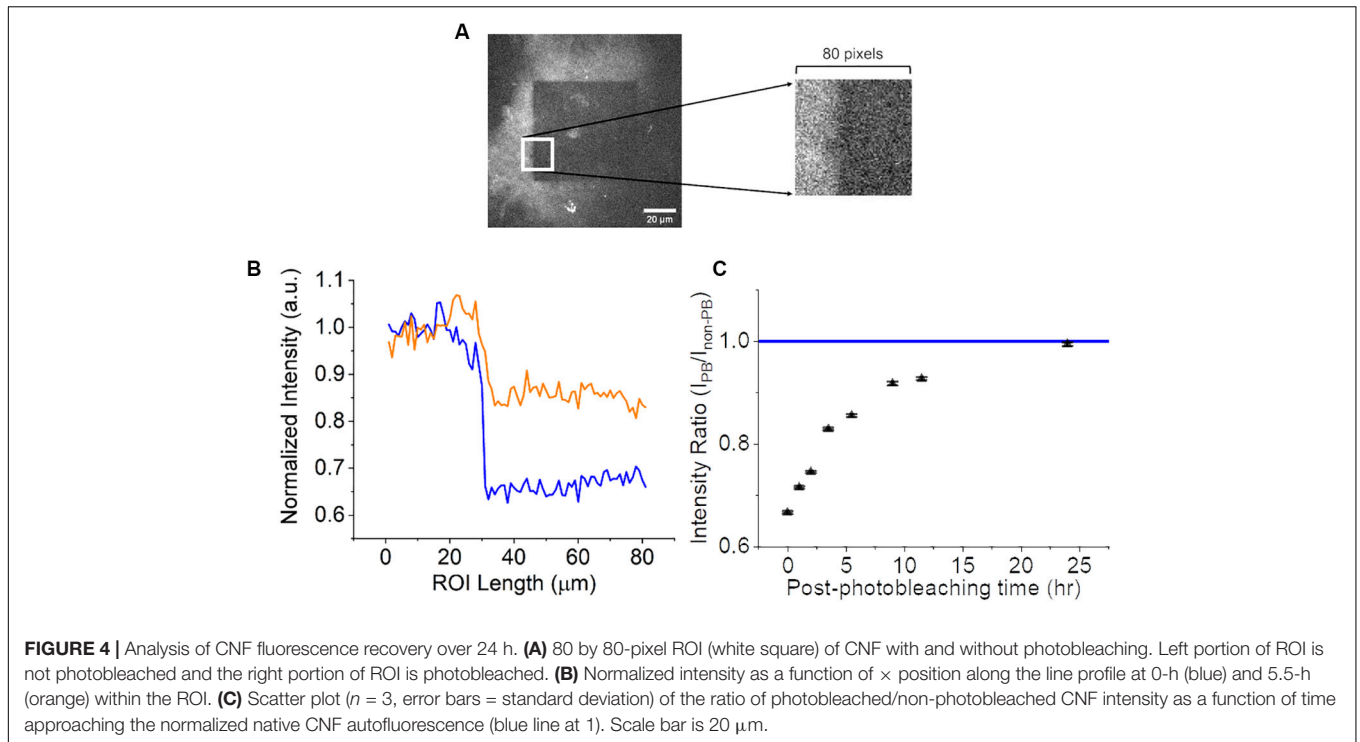 A
80 pixels
20 μm
B
Normalized Intensity (a.u.)
1.1
1.0
0.9
0.8
0.7
0.6
0
20
40
60
80
ROI Length (μm)
C
Intensity Ratio (I_PB/I_non-PB)
1.0
0.8
0.6
0
5
10
15
20
25
Post-photobleaching time (hr)
FIGURE 4 | Analysis of CNF fluorescence recovery over 24 h. (A) 80 by 80-pixel ROI (white square) of CNF with and without photobleaching. Left portion of ROI is
not photobleached and the right portion of ROI is photobleached. (B) Normalized intensity as a function of × position along the line profile at 0-h (blue) and 5.5-h
(orange) within the ROI. (C) Scatter plot (n = 3, error bars = standard deviation) of the ratio of photobleached/non-photobleached CNF intensity as a function of time
approaching the normalized native CNF autofluorescence (blue line at 1). Scale bar is 20 μm.